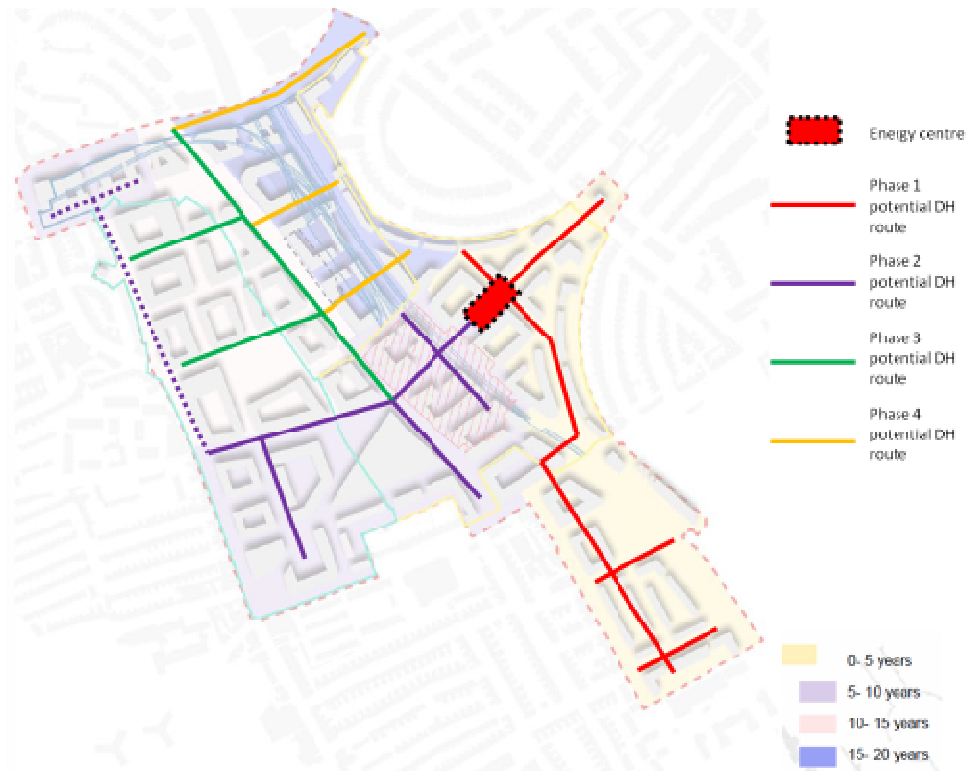 Energy centre
Phase 1
potential DH
route
Phase 2
potential DH
route
Phase 3
potential DH
route
Phase 4
potential DH
route
0- 5 years
5- 10 years
10- 15 years
15- 20 years